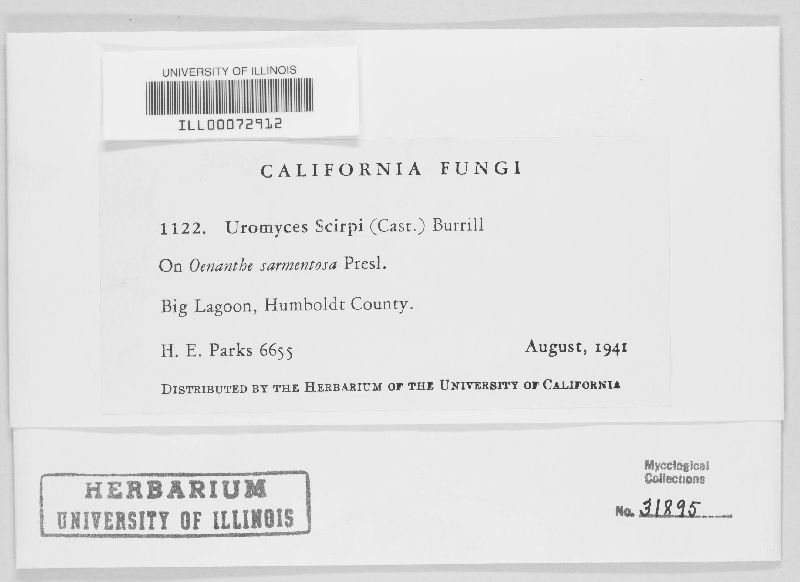 UNIVERSITY OF ILLINOIS
ILL00072912
CALIFORNIA FUNGI
1122. Uromyces Scirpi (Cast.) Burrill
On Oenanthe sarmentosa Presl.
Big Lagoon, Humboldt County.
H. E. Parks 6655 August, 1941
DISTRIBUTED BY THE HERBARIUM OF THE UNIVERSITY OF CALIFORNIA
HERBARIUM
UNIVERSITY OF ILLINOIS
Mycological
Collections
No. 31895